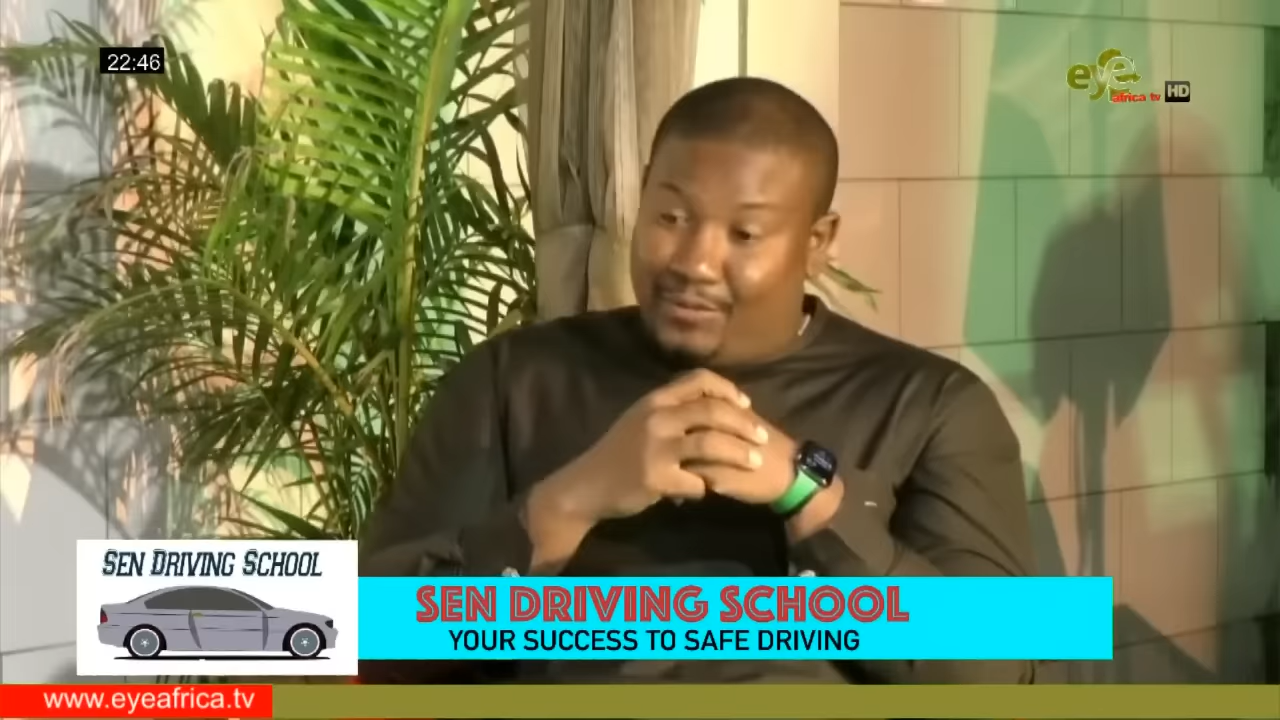 22:46
eye
africa tv HD
SEN DRIVING SCHOOL
SEN DRIVING SCHOOL
YOUR SUCCESS TO SAFE DRIVING
www.eyeafrica.tv